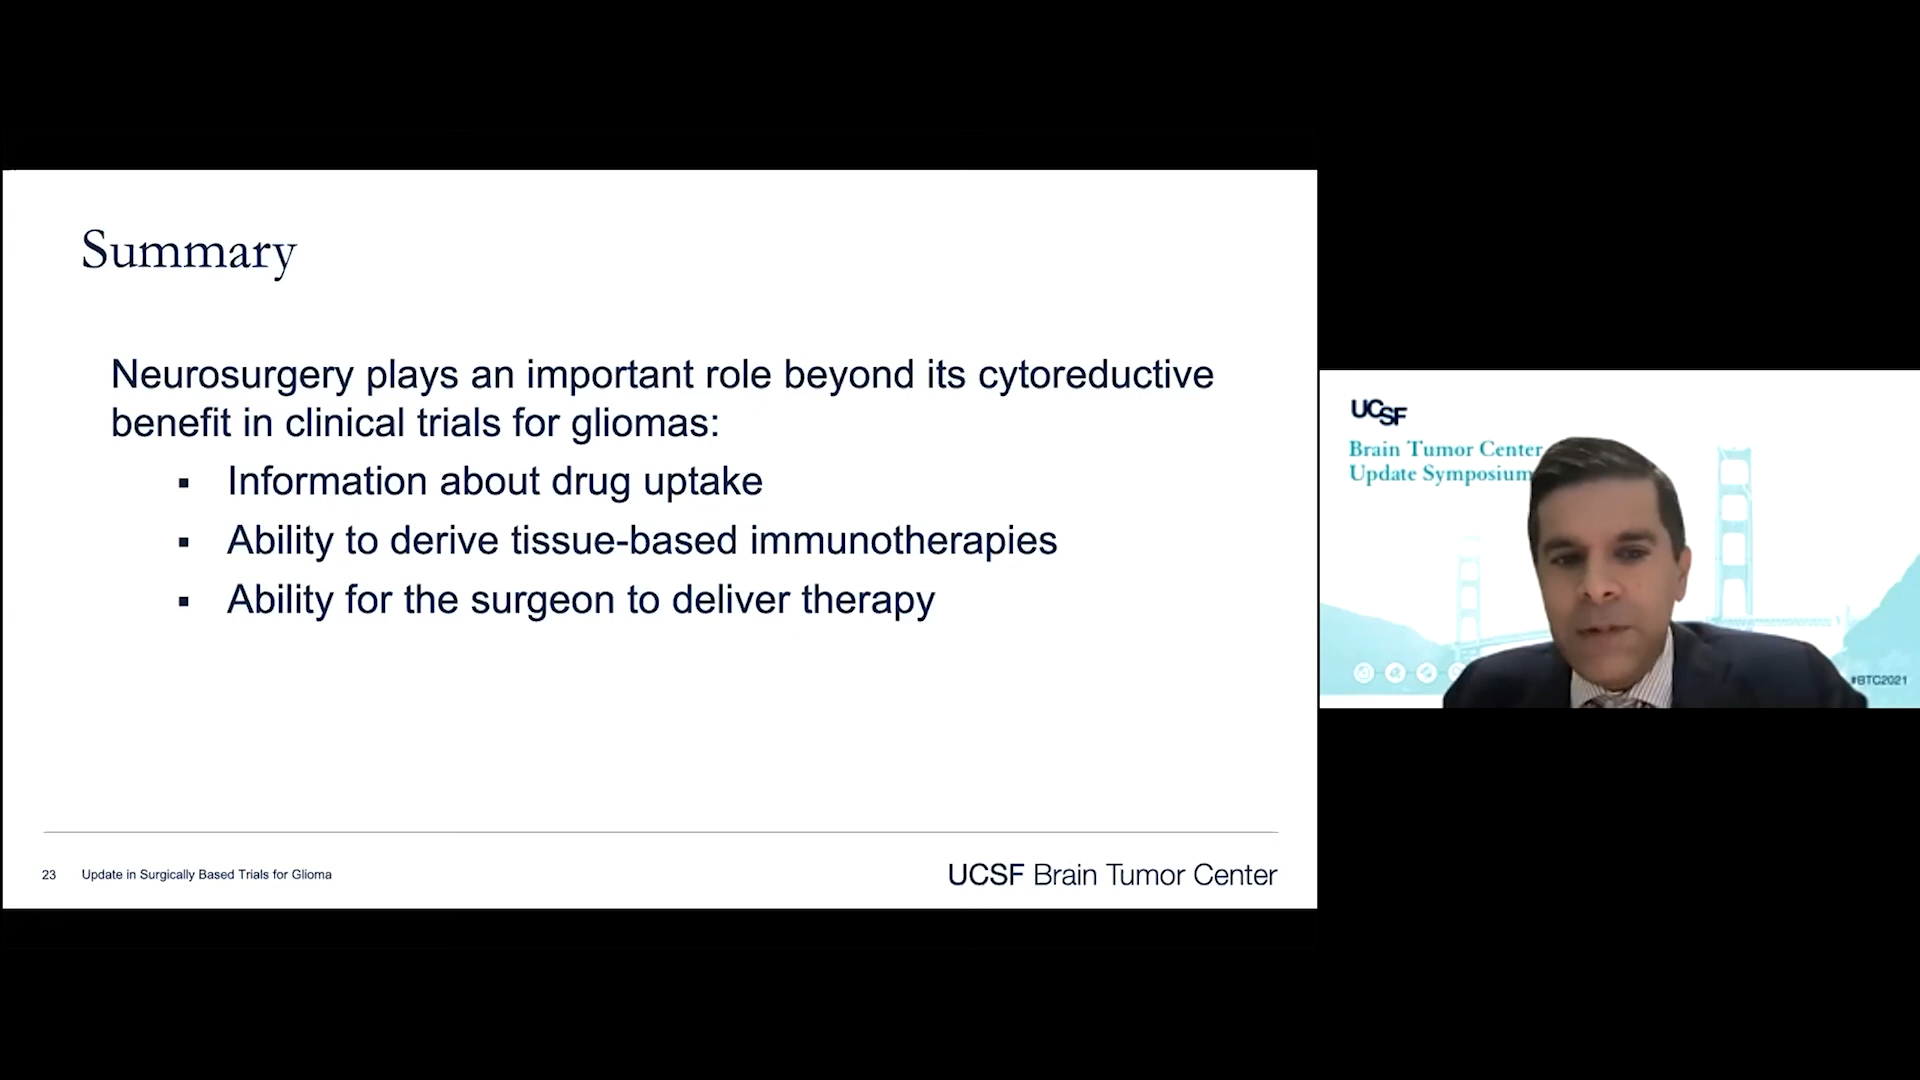 Summary
Neurosurgery plays an important role beyond its cytoreductive
benefit in clinical trials for gliomas:
▪ Information about drug uptake
▪ Ability to derive tissue-based immunotherapies
▪ Ability for the surgeon to deliver therapy
23 Update in Surgically Based Trials for Glioma
UCSF Brain Tumor Center
UCSF
Brain Tumor Center
Update Symposium
#BTC2021